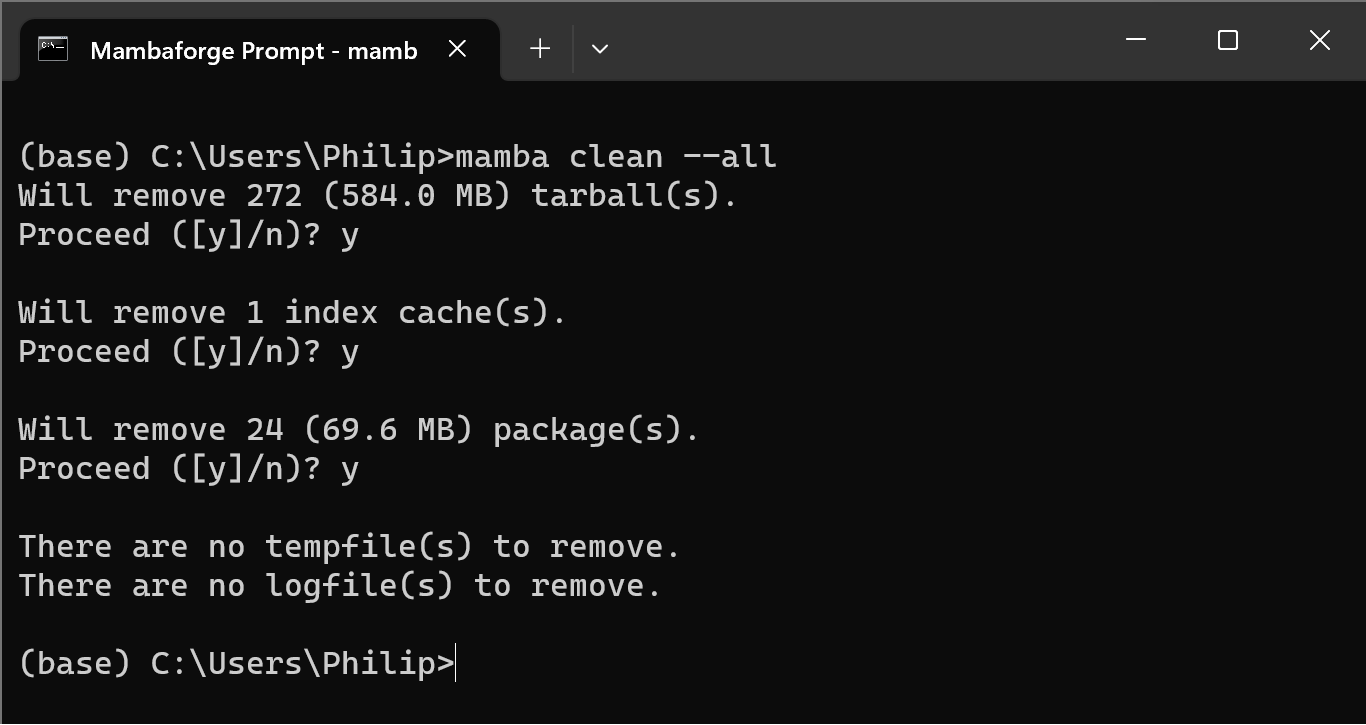 Mambaforge Prompt - mamb
(base) C:\Users\Philip>mamba clean --all
Will remove 272 (584.0 MB) tarball(s).
Proceed ([y]/n)? y
Will remove 1 index cache(s).
Proceed ([y]/n)? y
Will remove 24 (69.6 MB) package(s).
Proceed ([y]/n)? y
There are no tempfile(s) to remove.
There are no logfile(s) to remove.
(base) C:\Users\Philip>